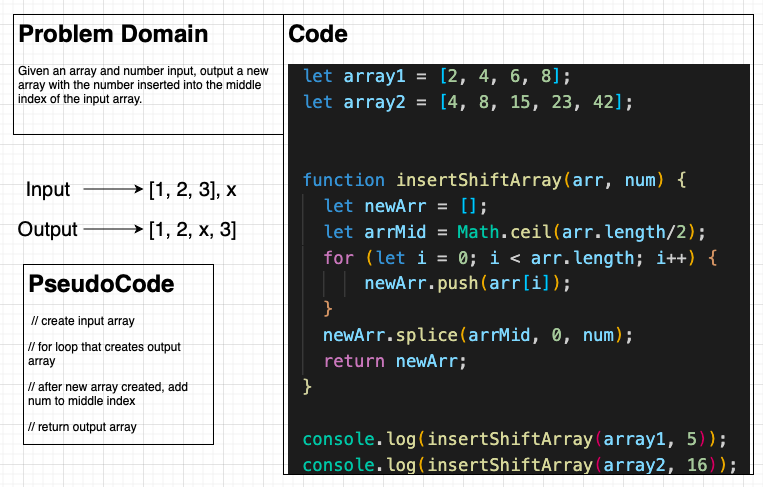 Problem Domain
Given an array and number input, output a new
array with the number inserted into the middle
index of the input array.
Input [1, 2, 3], x
Output [1, 2, x, 3]
PseudoCode
// create input array
// for loop that creates output
array
// after new array created, add
num to middle index
// return output array
Code
let array1 = [2, 4, 6, 8];
let array2 = [4, 8, 15, 23, 42];
function insertShiftArray(arr, num) {
let newArr = [];
let arrMid = Math.ceil(arr.length/2);
for (let i = 0; i < arr.length; i++) {
newArr.push(arr[i]);
}
newArr.splice(arrMid, 0, num);
return newArr;
}
console.log(insertShiftArray(array1, 5));
console.log(insertShiftArray(array2, 16));